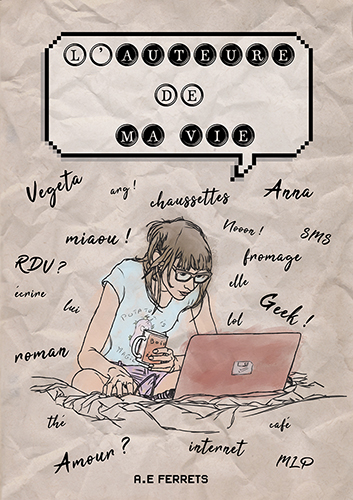 L'AUTEURE
DE
MA VIE
Vegeta
arg !
chaussettes
Anna
miaou !
Nooon !
SMS
RDV ?
fromage
écrire
lui
elle
Geek !
lol
roman
thé
café
Amour ?
internet
MLP
A.E FERRETS